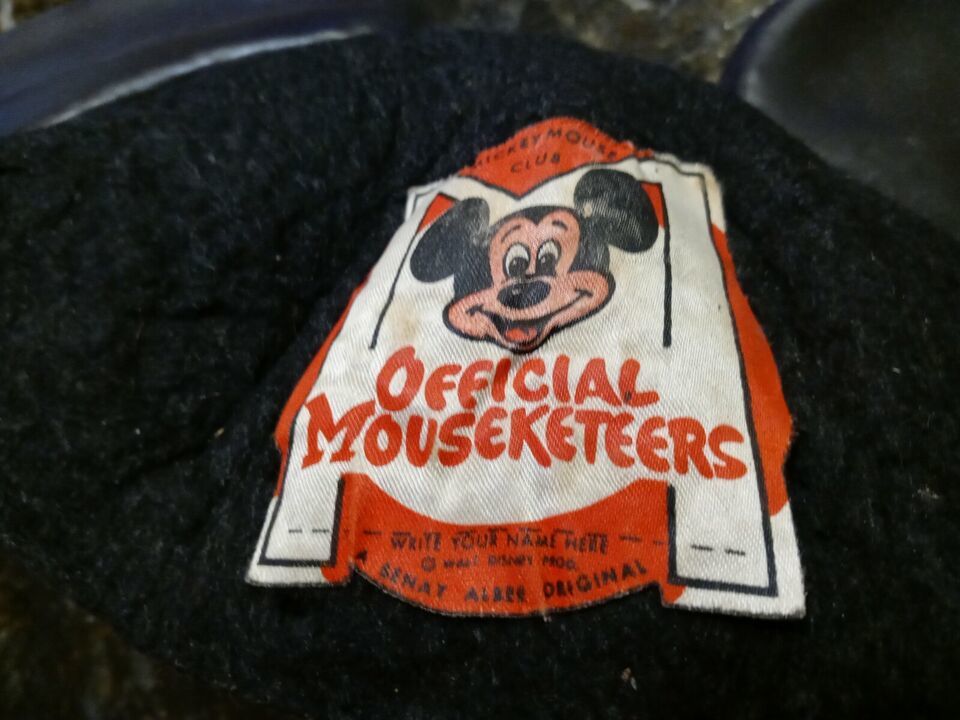 MICKEY MOUSE
CLUB
OFFICIAL
MOUSEKETEERS
WRITE YOUR NAME HERE
© WALT DISNEY PROD.
A BENAY ALBEE ORIGINAL